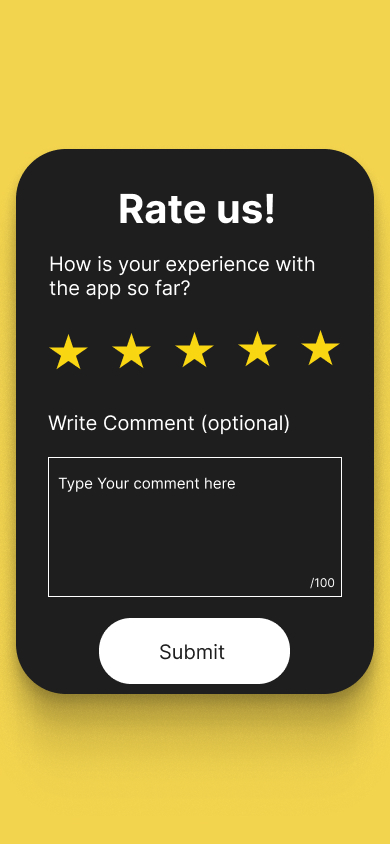 Rate us!
How is your experience with
the app so far?
Write Comment (optional)
Type Your comment here
/100
Submit